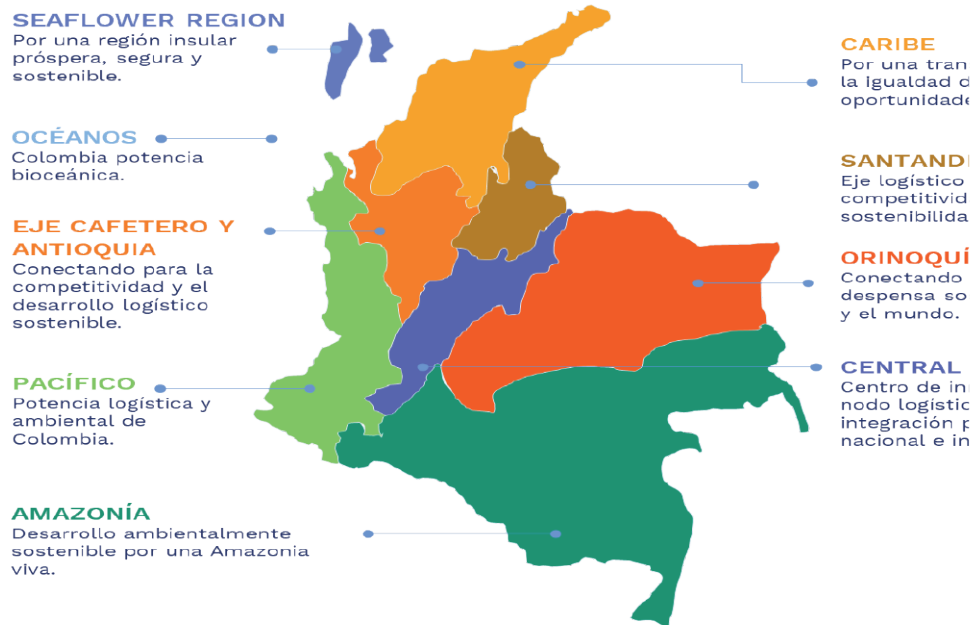 SEAFLOWER REGION
Por una región insular
próspera, segura y
sostenible.
OCÉANOS
Colombia potencia
bioceánica.
EJE CAFETERO Y
ANTIOQUIA
Conectando para la
competitividad y el
desarrollo logístico
sostenible.
PACÍFICO
Potencia logística y
ambiental de
Colombia.
AMAZONÍA
Desarrollo ambientalmente
sostenible por una Amazonia
viva.
CARIBE
Por una tran
la igualdad d
oportunidade
SANTANDE
Eje logístico
competitivid
sostenibilida
ORINOQUÍ
Conectando
despensa so
y el mundo.
CENTRAL
Centro de inn
nodo logístic
integración p
nacional e in